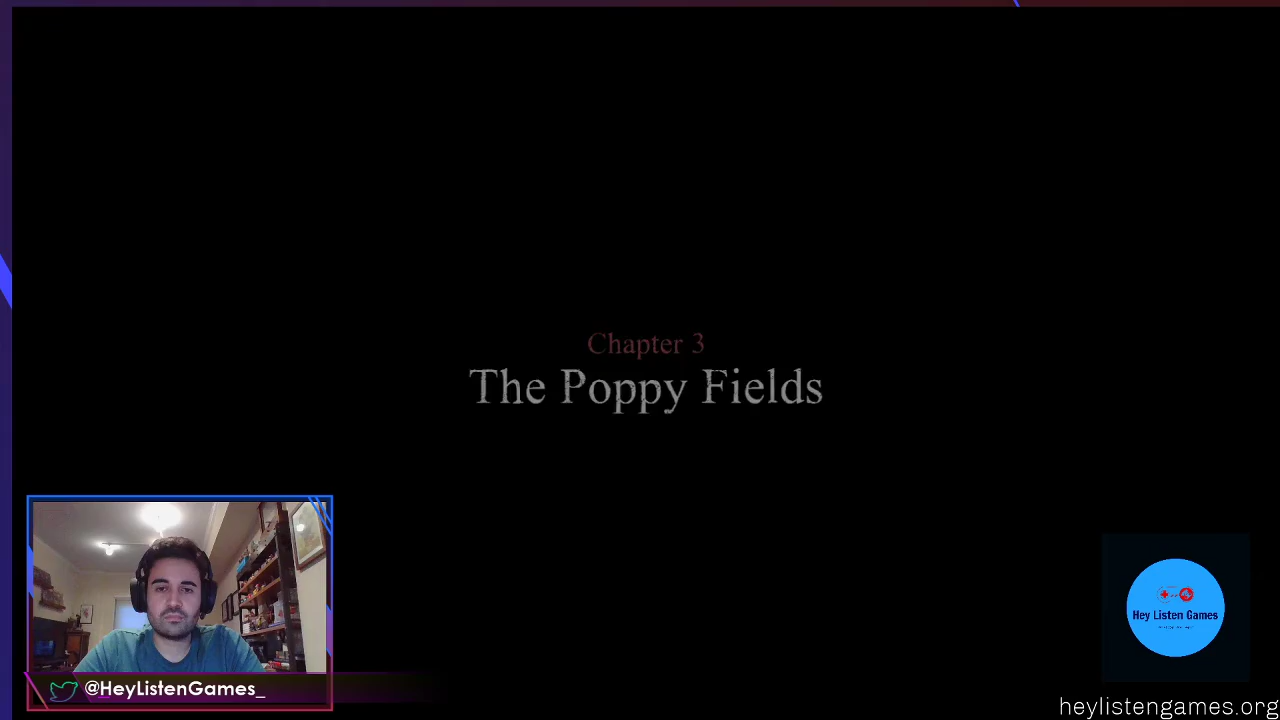 Chapter 3
The Poppy Fields
Hey Listen Games
@HeyListenGames_
heylistengames.org